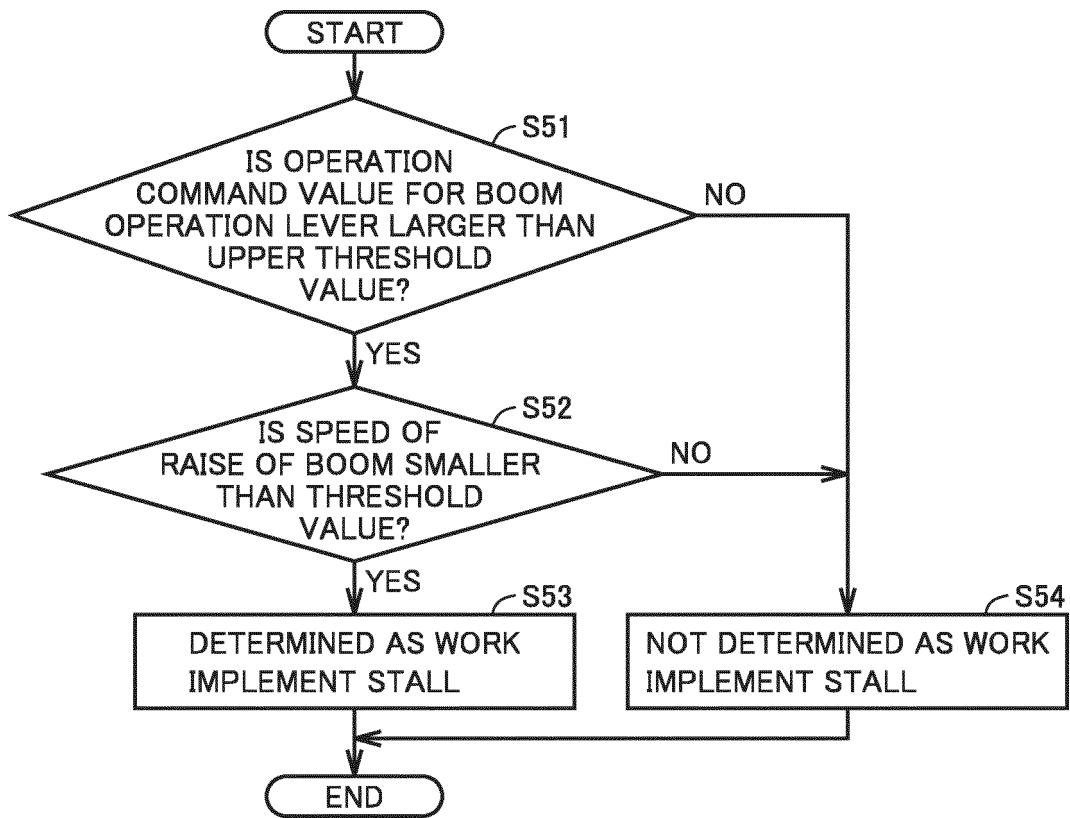 START
S51
IS OPERATION
COMMAND VALUE FOR BOOM
OPERATION LEVER LARGER THAN
UPPER THRESHOLD
VALUE?
NO
YES
S52
IS SPEED OF
RAISE OF BOOM SMALLER
THAN THRESHOLD
VALUE?
NO
YES
S53
DETERMINED AS WORK
IMPLEMENT STALL
S54
NOT DETERMINED AS WORK
IMPLEMENT STALL
END